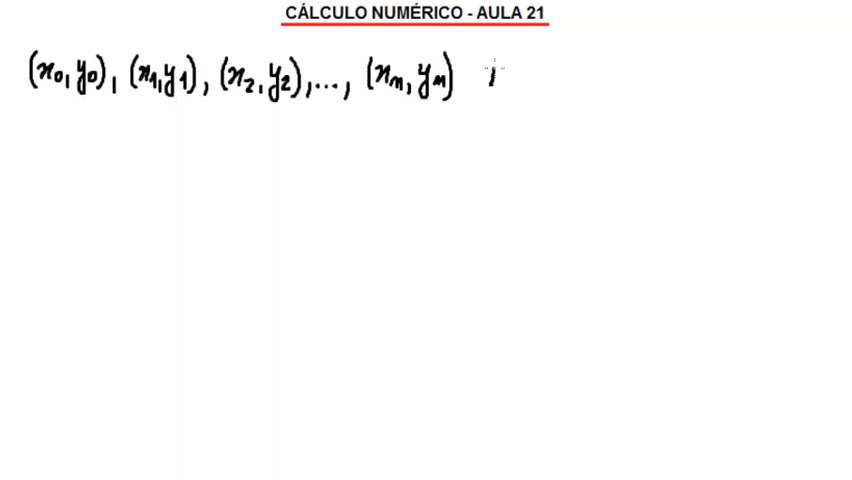 CÁLCULO NUMÉRICO - AULA 21
(x₀, y₀), (x₁, y₁), (x₂, y₂), ..., (xₙ, yₙ)